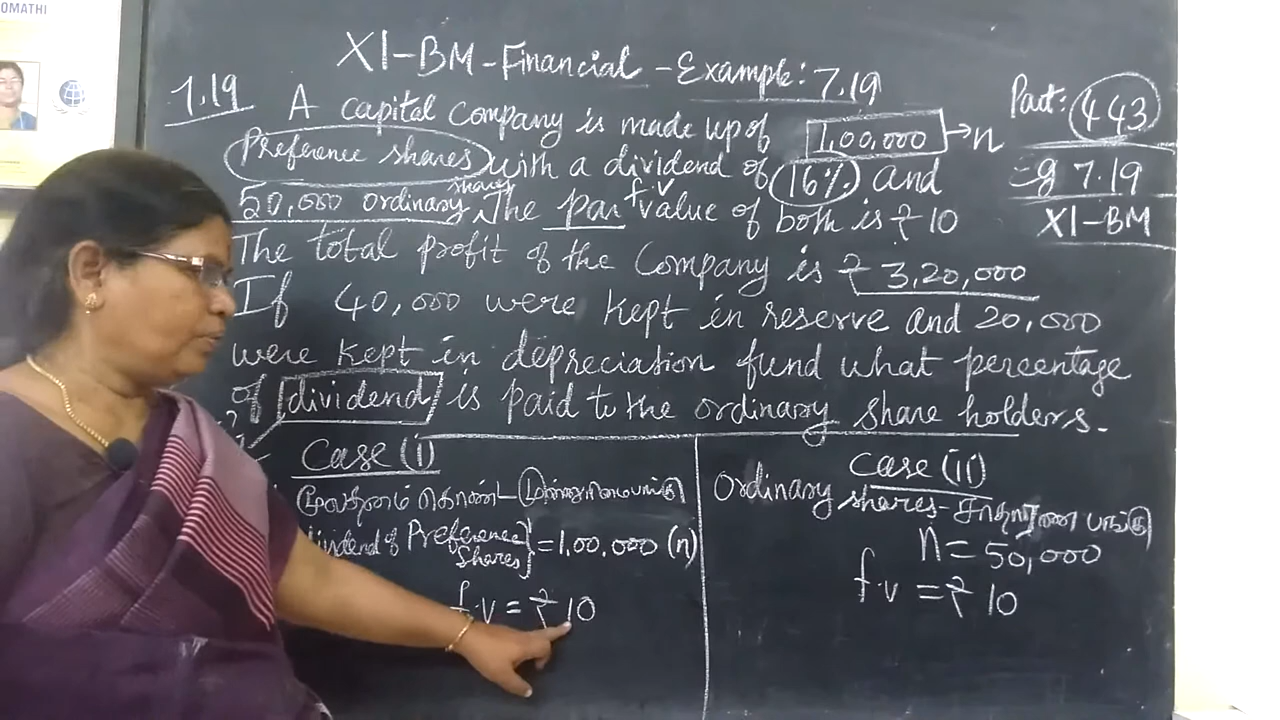 OMATHI
XI-BM-Financial-Example: 7.19
7.19 A capital company is made up of 1,00,000 → n
Preference shares with a dividend of 16% and
50,000 ordinary shares. The par value of both is ₹ 10
f.v
The total profit of the Company is ₹ 3,20,000
If 40,000 were kept in reserve and 20,000
were kept in depreciation fund what percentage
of dividend is paid to the ordinary share holders.
?
Part: 443
Eg 7.19
XI-BM
Case (i)
dividend of Preference Shares } = 1,00,000 (n)
f.v = ₹ 10
Case (ii)
Ordinary shares - சாதாரண பங்கு
n = 50,000
f.v = ₹ 10